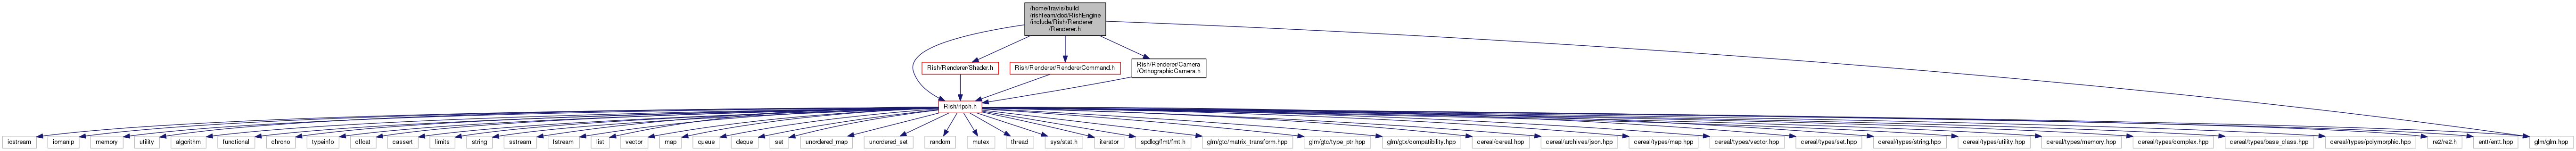 /home/travis/build
/rishteam/dod/RishEngine
/include/Rish/Renderer
/Renderer.h
Rish/Renderer/Shader.h
Rish/Renderer/RendererCommand.h
Rish/Renderer/Camera
/OrthographicCamera.h
Rish/rlpch.h
iostream
iomanip
memory
utility
algorithm
functional
chrono
typeinfo
cfloat
cassert
limits
string
sstream
fstream
list
vector
map
queue
deque
set
unordered_map
unordered_set
random
mutex
thread
sys/stat.h
iterator
spdlog/fmt/fmt.h
glm/gtc/matrix_transform.hpp
glm/gtc/type_ptr.hpp
glm/gtx/compatibility.hpp
cereal/cereal.hpp
cereal/archives/json.hpp
cereal/types/map.hpp
cereal/types/vector.hpp
cereal/types/set.hpp
cereal/types/string.hpp
cereal/types/utility.hpp
cereal/types/memory.hpp
cereal/types/complex.hpp
cereal/types/base_class.hpp
cereal/types/polymorphic.hpp
re2/re2.h
entt/entt.hpp
glm/glm.hpp